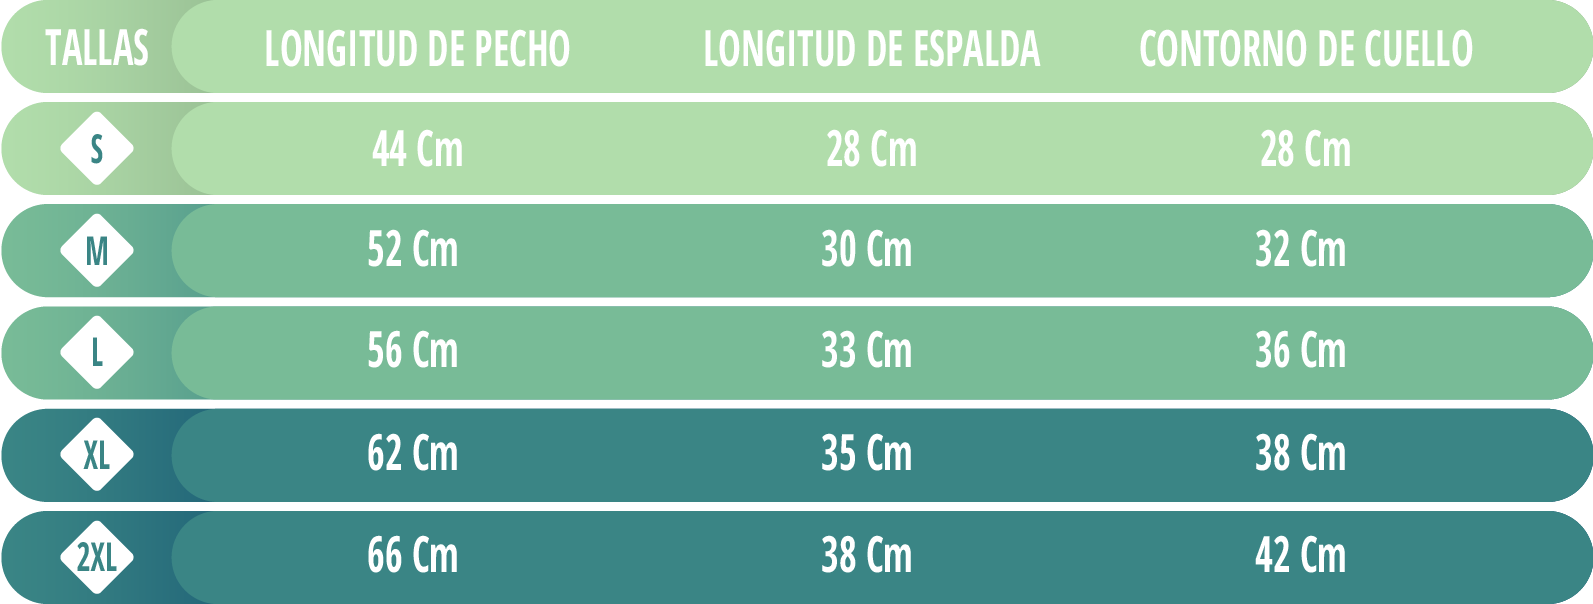 TALLAS LONGITUD DE PECHO LONGITUD DE ESPALDA CONTORNO DE CUELLO
S 44 Cm 28 Cm 28 Cm
M 52 Cm 30 Cm 32 Cm
L 56 Cm 33 Cm 36 Cm
XL 62 Cm 35 Cm 38 Cm
2XL 66 Cm 38 Cm 42 Cm